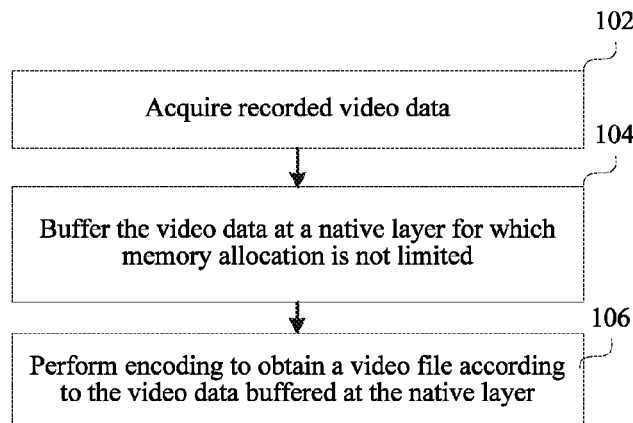 102
Acquire recorded video data
104
Buffer the video data at a native layer for which
memory allocation is not limited
106
Perform encoding to obtain a video file according
to the video data buffered at the native layer